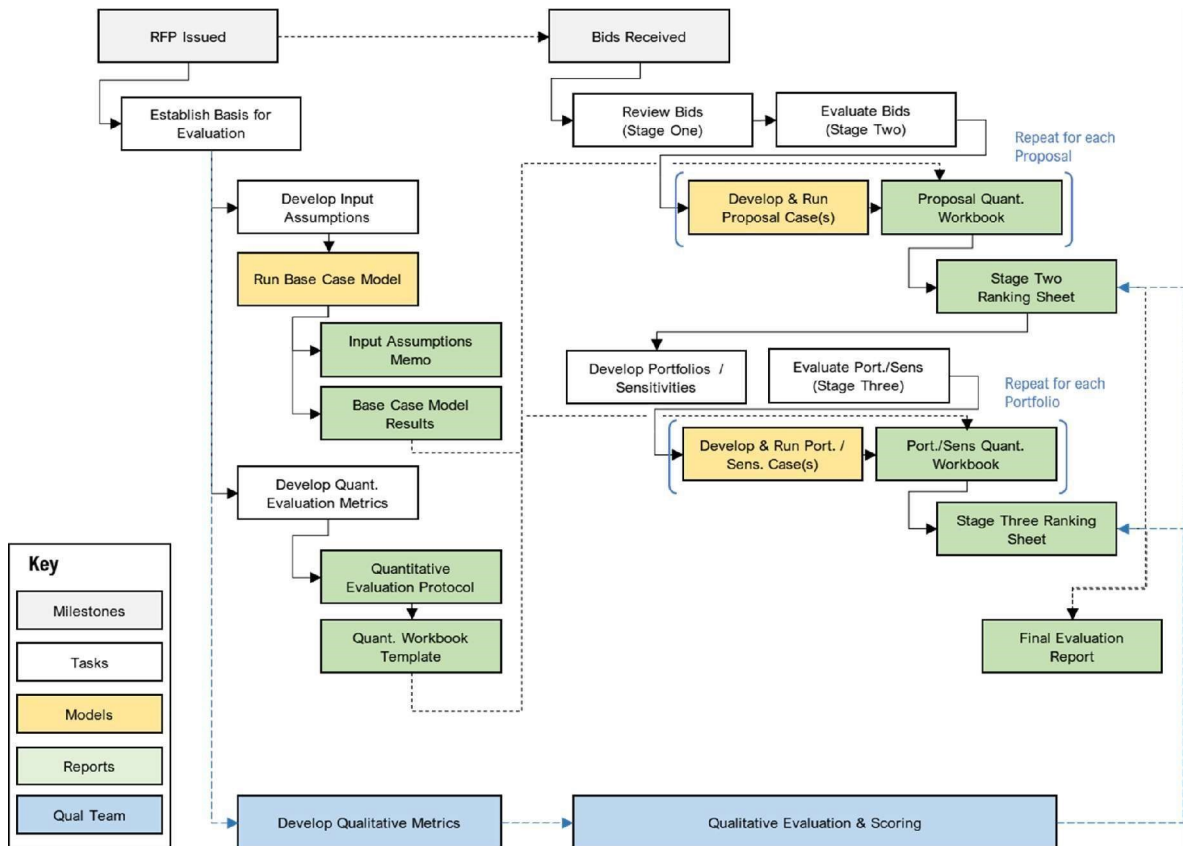 RFP Issued
Bids Received
Establish Basis for
Evaluation
Review Bids
(Stage One)
Evaluate Bids
(Stage Two)
Repeat for each
Proposal
Develop Input
Assumptions
Develop & Run
Proposal Case(s)
Proposal Quant.
Workbook
Run Base Case Model
Stage Two
Ranking Sheet
Input Assumptions
Memo
Develop Portfolios /
Sensitivities
Evaluate Port./Sens
(Stage Three)
Repeat for each
Portfolio
Base Case Model
Results
Develop & Run Port. /
Sens. Case(s)
Port./Sens Quant.
Workbook
Develop Quant.
Evaluation Metrics
Stage Three Ranking
Sheet
Quantitative
Evaluation Protocol
Quant. Workbook
Template
Final Evaluation
Report
Key
Milestones
Tasks
Models
Reports
Qual Team
Develop Qualitative Metrics
Qualitative Evaluation & Scoring